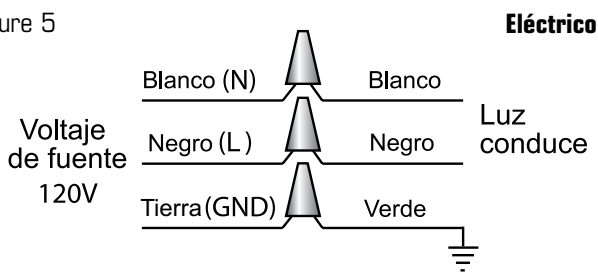 ure 5
Eléctrico
Blanco (N)
Blanco
Voltaje
de fuente
120V
Negro (L)
Negro
Luz
conduce
Tierra (GND)
Verde